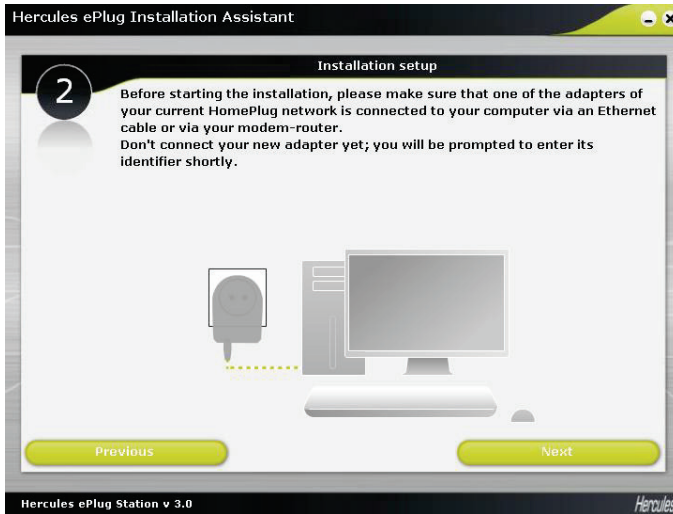 Hercules ePlug Installation Assistant
Installation setup
2
Before starting the installation, please make sure that one of the adapters of
your current HomePlug network is connected to your computer via an Ethernet
cable or via your modem-router.
Don't connect your new adapter yet; you will be prompted to enter its
identifier shortly.
Previous
Next
Hercules ePlug Station v 3.0
Hercules